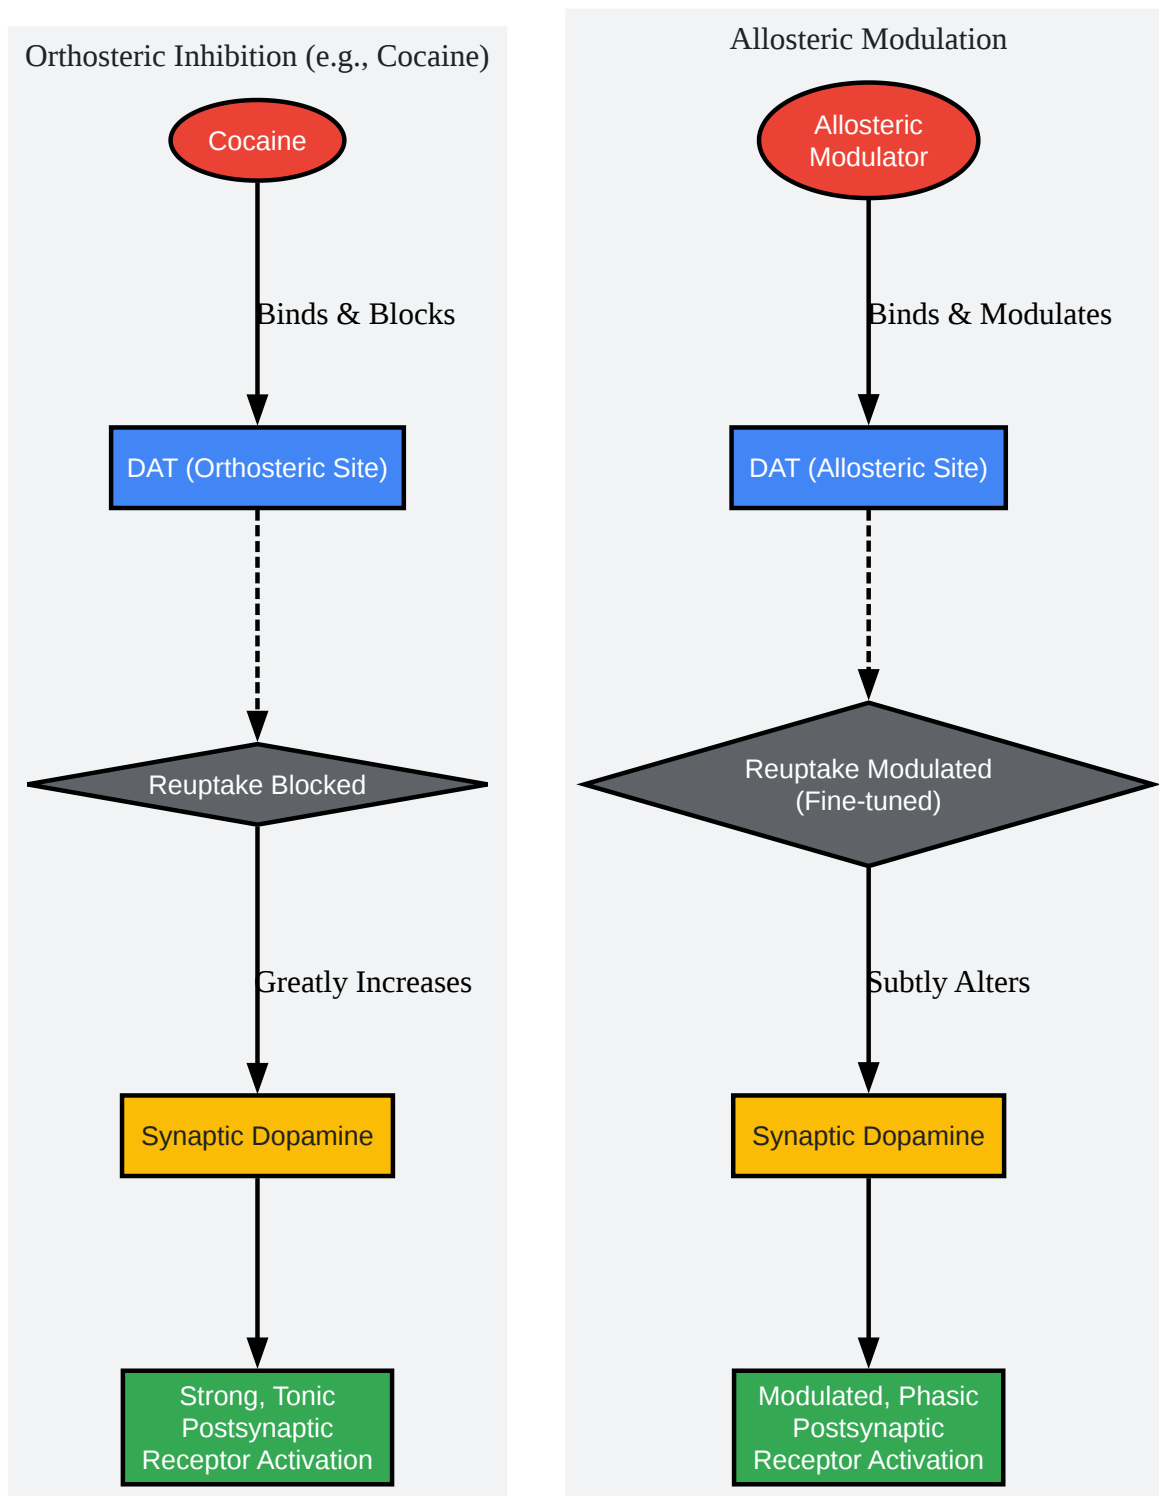 Orthosteric Inhibition (e.g., Cocaine)
Cocaine
Binds & Blocks
DAT (Orthosteric Site)
Reuptake Blocked
Greatly Increases
Synaptic Dopamine
Strong, Tonic
Postsynaptic
Receptor Activation
Allosteric Modulation
Allosteric
Modulator
Binds & Modulates
DAT (Allosteric Site)
Reuptake Modulated
(Fine-tuned)
Subtly Alters
Synaptic Dopamine
Modulated, Phasic
Postsynaptic
Receptor Activation